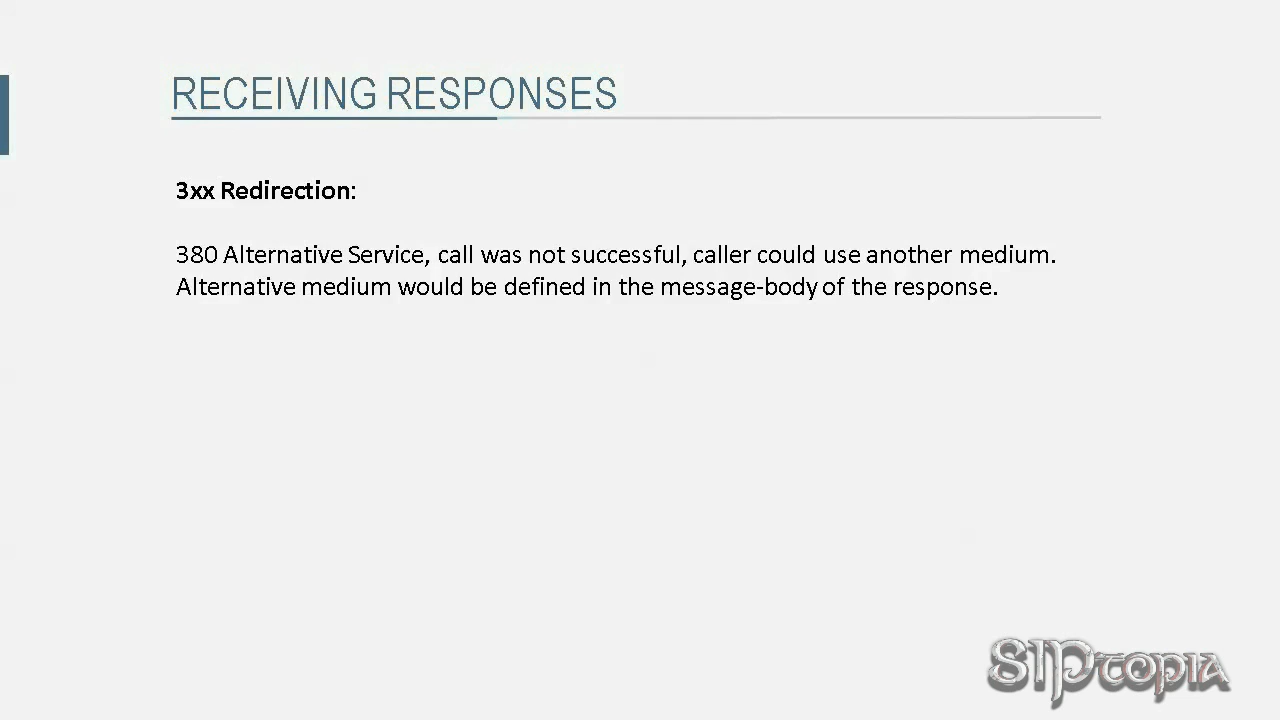 RECEIVING RESPONSES
3xx Redirection:
380 Alternative Service, call was not successful, caller could use another medium.
Alternative medium would be defined in the message-body of the response.
SIPtopia